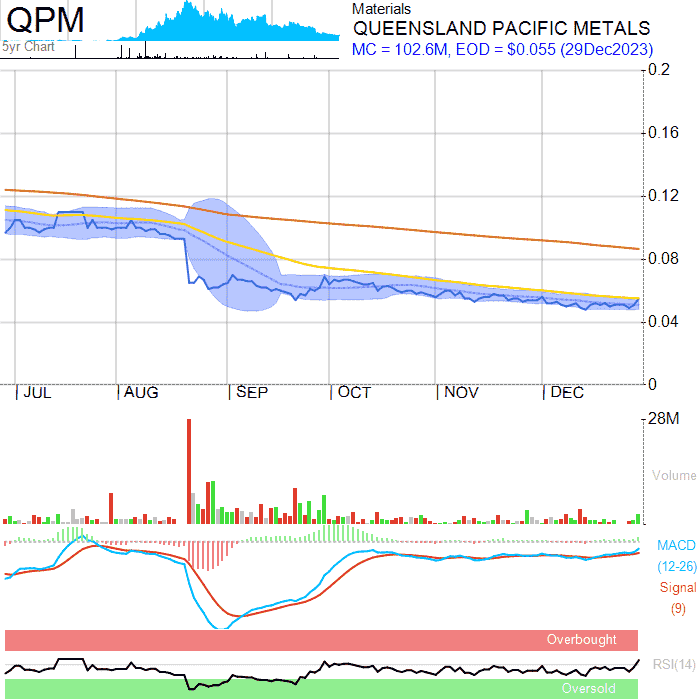 QPM
5yr Chart
Materials
QUEENSLAND PACIFIC METALS
MC = 102.6M, EOD = $0.055 (29Dec2023)
0.2
0.16
0.12
0.08
0.04
0
JUL
AUG
SEP
OCT
NOV
DEC
28M
Volume
MACD
(12-26)
Signal
(9)
Overbought
RSI(14)
Oversold